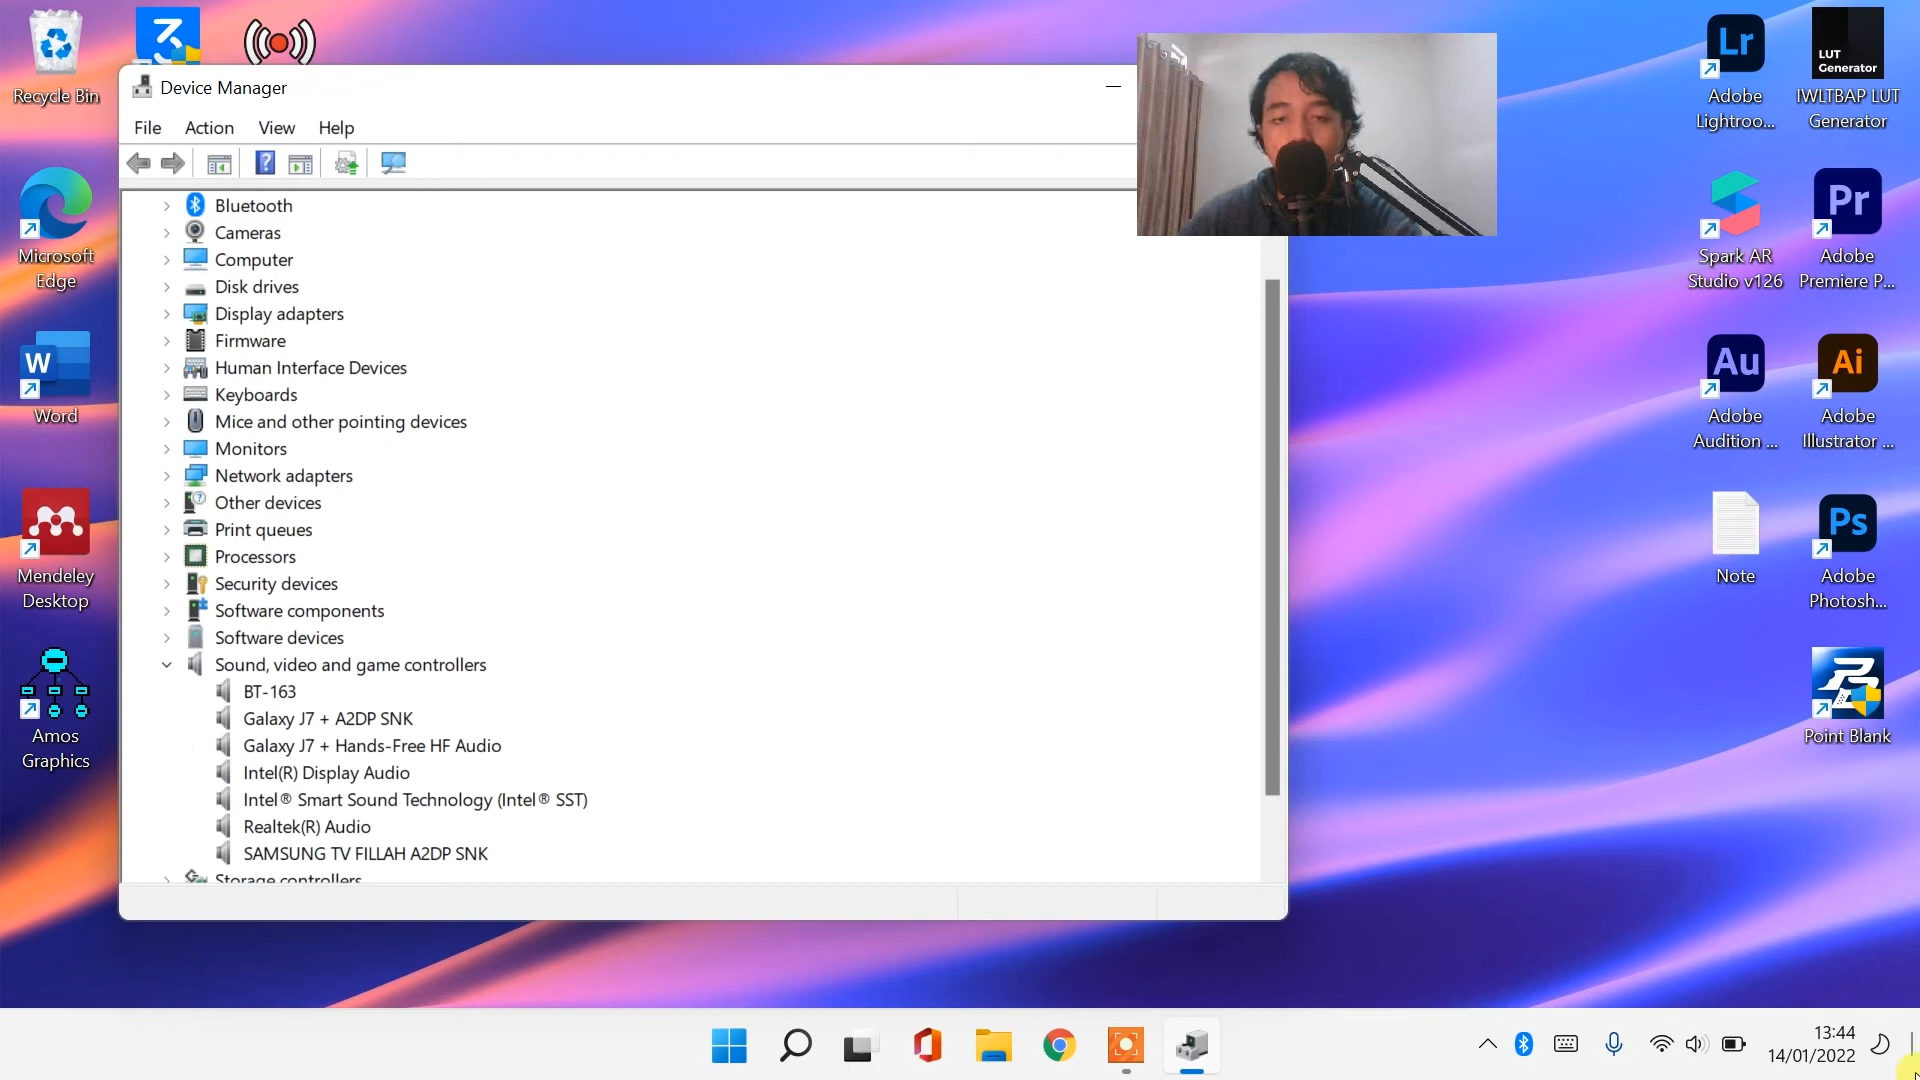 Recycle Bin
Microsoft
Edge
W
Word
Mendeley
Desktop
Amos
Graphics
3
Device Manager
File Action View Help
Bluetooth
Cameras
Computer
Disk drives
Display adapters
Firmware
Human Interface Devices
Keyboards
Mice and other pointing devices
Monitors
Network adapters
Other devices
Print queues
Processors
Security devices
Software components
Software devices
Sound, video and game controllers
BT-163
Galaxy J7 + A2DP SNK
Galaxy J7 + Hands-Free HF Audio
Intel(R) Display Audio
Intel® Smart Sound Technology (Intel® SST)
Realtek(R) Audio
SAMSUNG TV FILLAH A2DP SNK
Storage controllers
Lr
Adobe
Lightroo...
LUT
Generator
IWLTBAP LUT
Generator
Spark AR
Studio v126
Pr
Adobe
Premiere P...
Au
Adobe
Audition ...
Ai
Adobe
Illustrator ...
Note
Ps
Adobe
Photosh...
Point Blank
13:44
14/01/2022